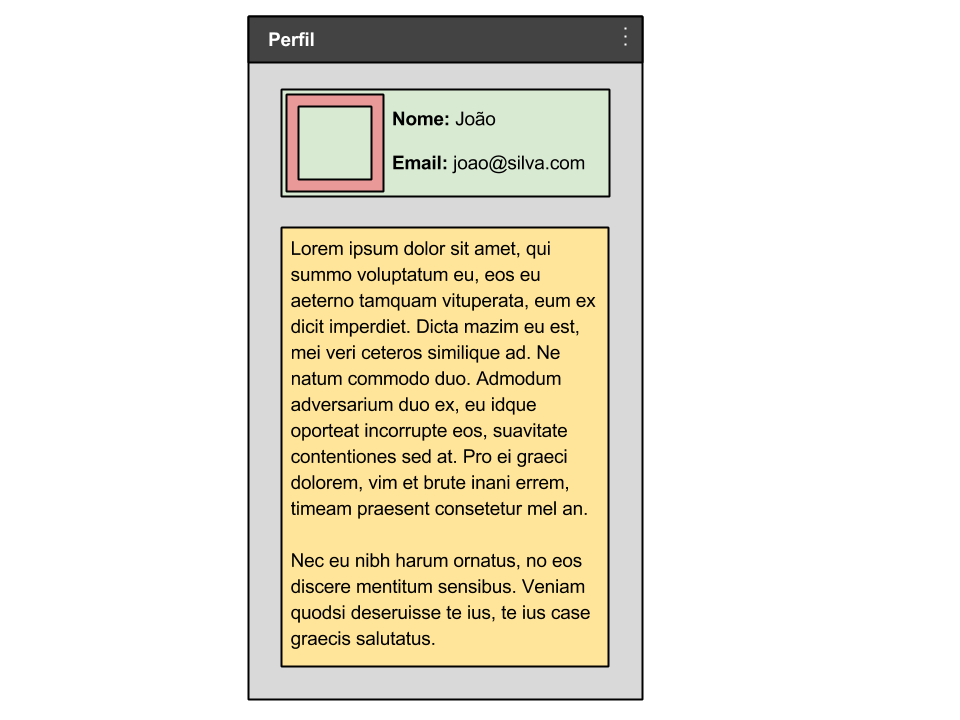 Perfil
Nome: João
Email: joao@silva.com
Lorem ipsum dolor sit amet, qui
summo voluptatum eu, eos eu
aeterno tamquam vituperata, eum ex
dicit imperdiet. Dicta mazim eu est,
mei veri ceteros similique ad. Ne
natum commodo duo. Admodum
adversarium duo ex, eu idque
oporteat incorrupte eos, suavitate
contentiones sed at. Pro ei graeci
dolorem, vim et brute inani errem,
timeam praesent consetetur mel an.
Nec eu nibh harum ornatus, no eos
discere mentitum sensibus. Veniam
quodsi deseruisse te ius, te ius case
graecis salutatus.